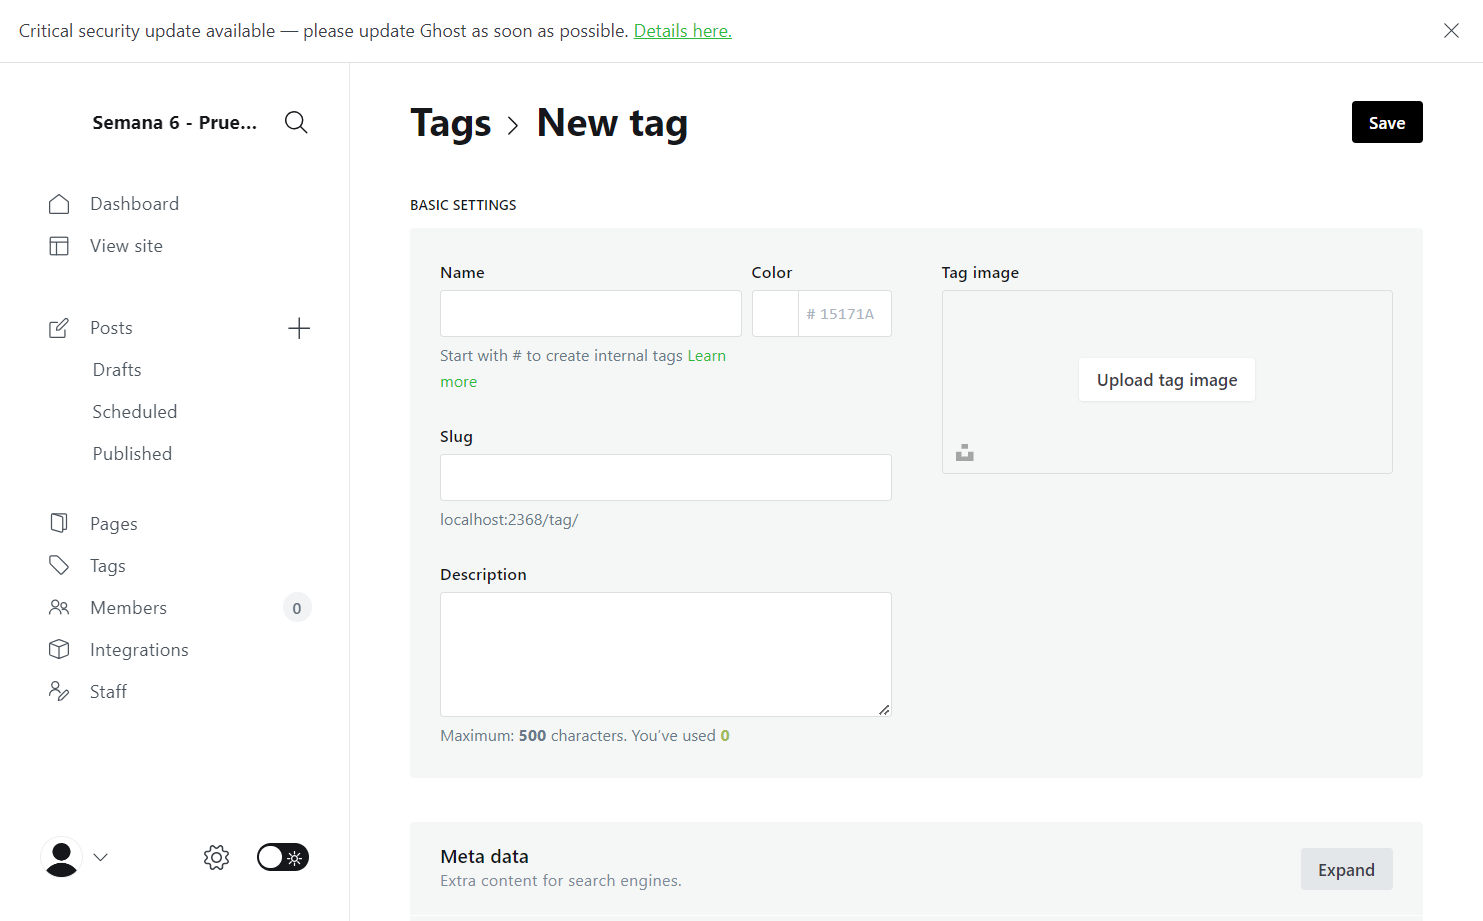 Critical security update available — please update Ghost as soon as possible. Details here.
Semana 6 - Prue...
Dashboard
View site
Posts
Drafts
Scheduled
Published
Pages
Tags
Members
0
Integrations
Staff
Tags > New tag
Save
BASIC SETTINGS
Name
Color
# 15171A
Start with # to create internal tags Learn
more
Slug
localhost:2368/tag/
Description
Maximum: 500 characters. You’ve used 0
Tag image
Upload tag image
Meta data
Extra content for search engines.
Expand